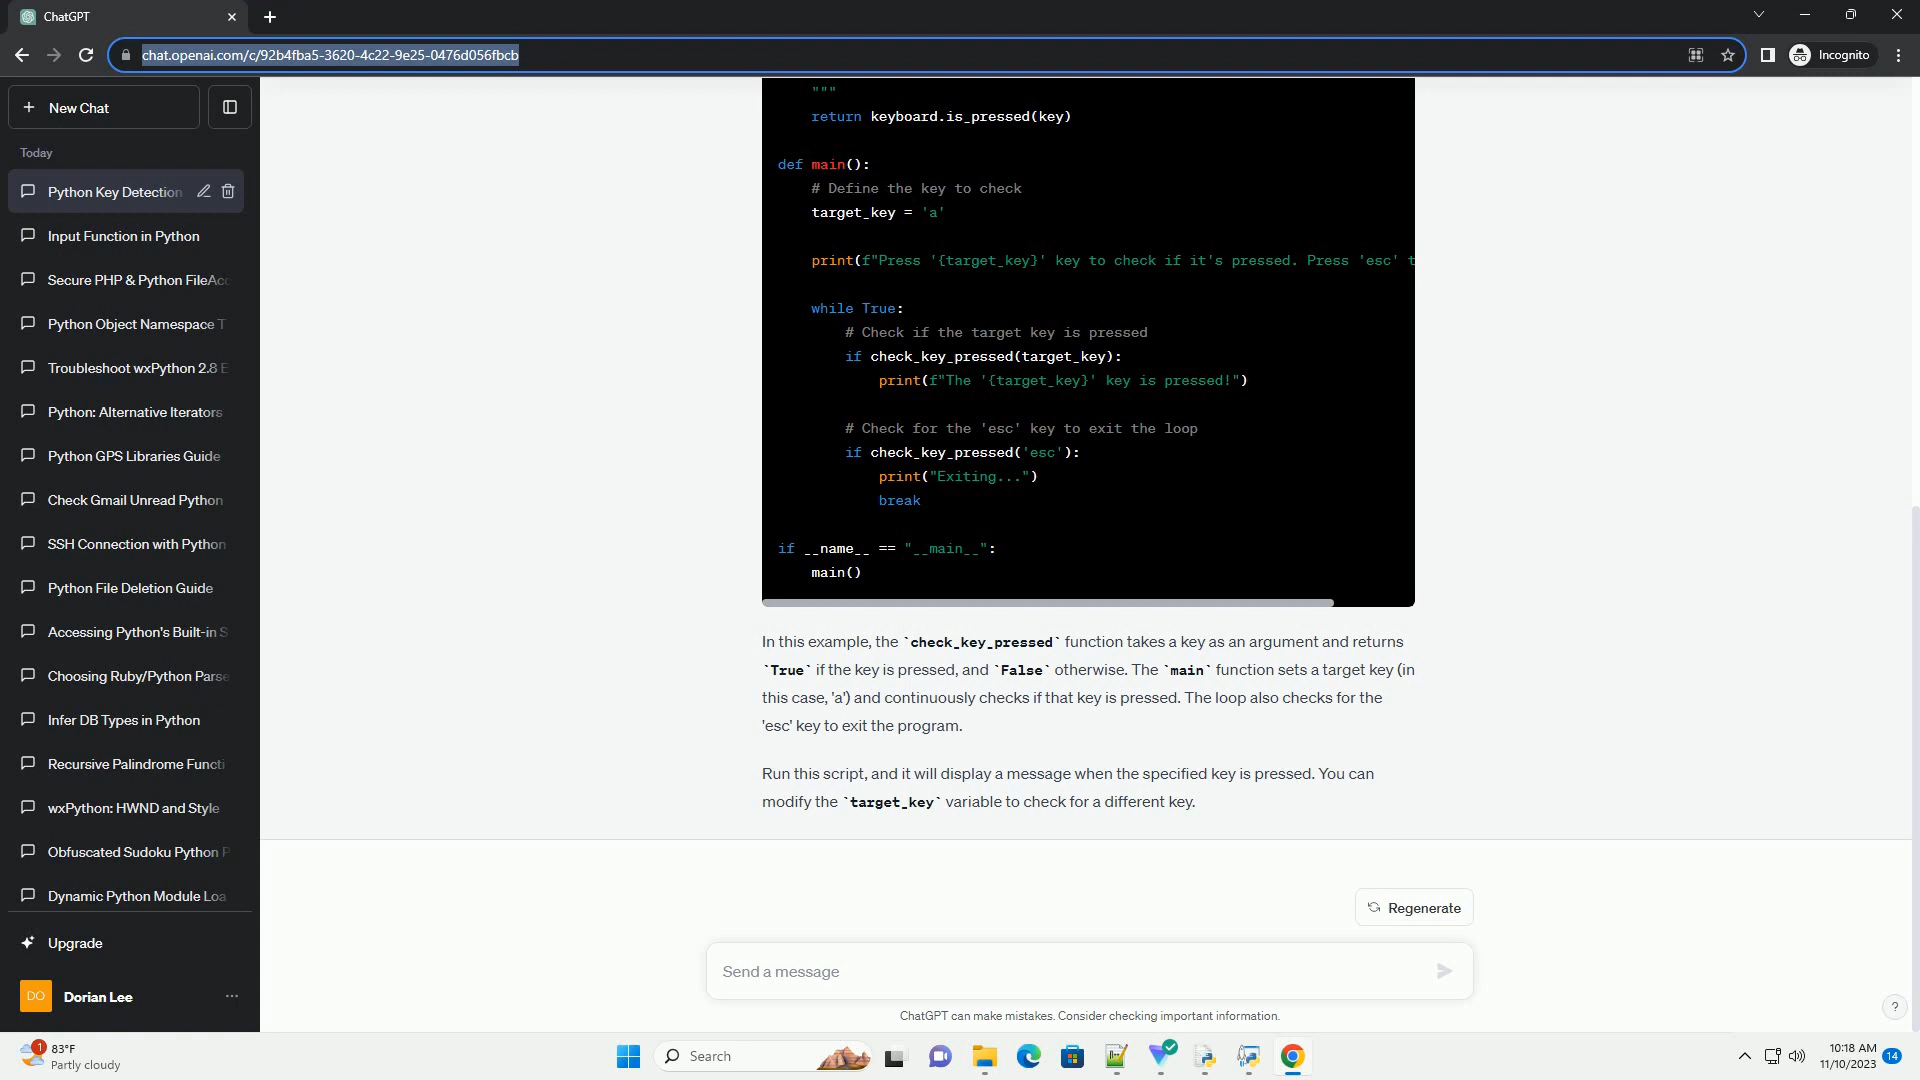 ChatGPT
chat.openai.com/c/92b4fba5-3620-4c22-9e25-0476d056fbcb
Incognito
New Chat
Today
Python Key Detection
Input Function in Python
Secure PHP & Python FileAcc
Python Object Namespace T
Troubleshoot wxPython 2.8 E
Python: Alternative Iterators
Python GPS Libraries Guide
Check Gmail Unread Python
SSH Connection with Python
Python File Deletion Guide
Accessing Python's Built-in S
Choosing Ruby/Python Parse
Infer DB Types in Python
Recursive Palindrome Functi
wxPython: HWND and Style
Obfuscated Sudoku Python P
Dynamic Python Module Loa
Upgrade
DO
Dorian Lee
"""
return keyboard.is_pressed(key)
def main():
# Define the key to check
target_key = 'a'
print(f"Press '{target_key}' key to check if it's pressed. Press 'esc' t
while True:
# Check if the target key is pressed
if check_key_pressed(target_key):
print(f"The '{target_key}' key is pressed!")
# Check for the 'esc' key to exit the loop
if check_key_pressed('esc'):
print("Exiting...")
break
if __name__ == "__main__":
main()
In this example, the `check_key_pressed` function takes a key as an argument and returns
`True` if the key is pressed, and `False` otherwise. The `main` function sets a target key (in
this case, 'a') and continuously checks if that key is pressed. The loop also checks for the
'esc' key to exit the program.
Run this script, and it will display a message when the specified key is pressed. You can
modify the `target_key` variable to check for a different key.
Regenerate
Send a message
ChatGPT can make mistakes. Consider checking important information.
?
1
83°F
Partly cloudy
Search
10:18 AM
11/10/2023
14